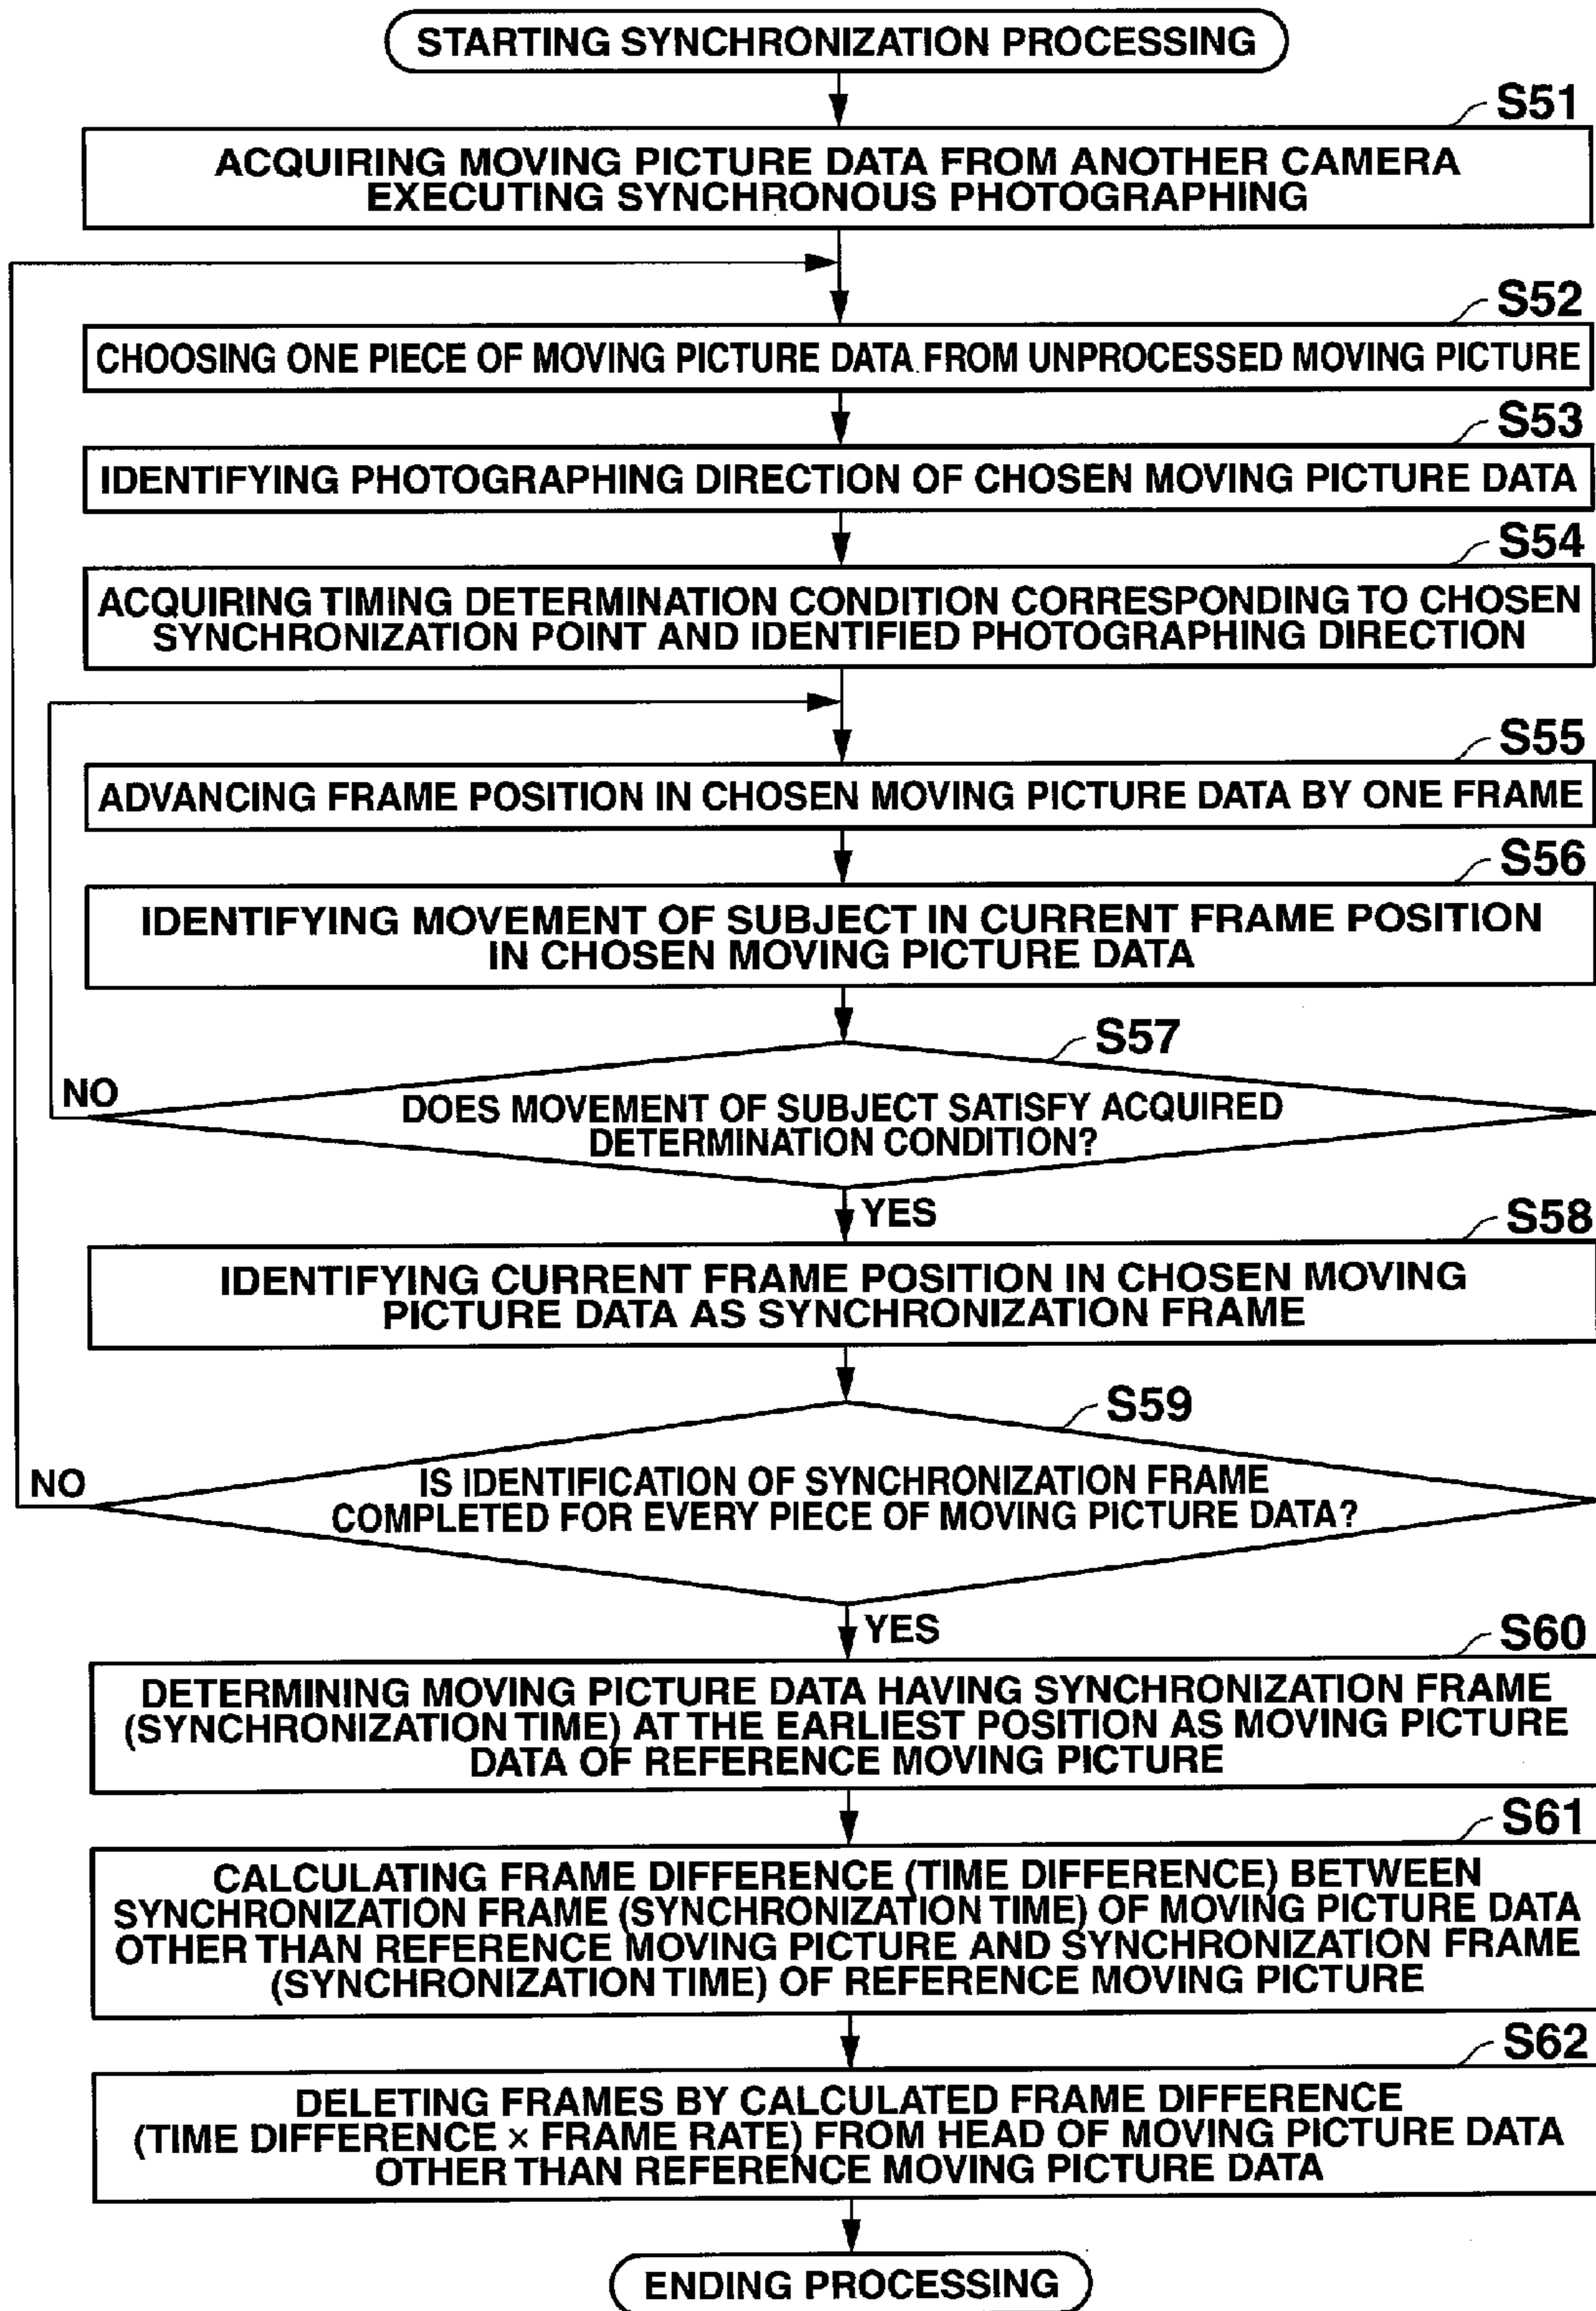 STARTING SYNCHRONIZATION PROCESSING
S51
ACQUIRING MOVING PICTURE DATA FROM ANOTHER CAMERA
EXECUTING SYNCHRONOUS PHOTOGRAPHING
S52
CHOOSING ONE PIECE OF MOVING PICTURE DATA FROM UNPROCESSED MOVING PICTURE
S53
IDENTIFYING PHOTOGRAPHING DIRECTION OF CHOSEN MOVING PICTURE DATA
S54
ACQUIRING TIMING DETERMINATION CONDITION CORRESPONDING TO CHOSEN
SYNCHRONIZATION POINT AND IDENTIFIED PHOTOGRAPHING DIRECTION
S55
ADVANCING FRAME POSITION IN CHOSEN MOVING PICTURE DATA BY ONE FRAME
S56
IDENTIFYING MOVEMENT OF SUBJECT IN CURRENT FRAME POSITION
IN CHOSEN MOVING PICTURE DATA
S57
NO
DOES MOVEMENT OF SUBJECT SATISFY ACQUIRED
DETERMINATION CONDITION?
YES
S58
IDENTIFYING CURRENT FRAME POSITION IN CHOSEN MOVING
PICTURE DATA AS SYNCHRONIZATION FRAME
S59
NO
IS IDENTIFICATION OF SYNCHRONIZATION FRAME
COMPLETED FOR EVERY PIECE OF MOVING PICTURE DATA?
YES
S60
DETERMINING MOVING PICTURE DATA HAVING SYNCHRONIZATION FRAME
(SYNCHRONIZATION TIME) AT THE EARLIEST POSITION AS MOVING PICTURE
DATA OF REFERENCE MOVING PICTURE
S61
CALCULATING FRAME DIFFERENCE (TIME DIFFERENCE) BETWEEN
SYNCHRONIZATION FRAME (SYNCHRONIZATION TIME) OF MOVING PICTURE DATA
OTHER THAN REFERENCE MOVING PICTURE AND SYNCHRONIZATION FRAME
(SYNCHRONIZATION TIME) OF REFERENCE MOVING PICTURE
S62
DELETING FRAMES BY CALCULATED FRAME DIFFERENCE
(TIME DIFFERENCE × FRAME RATE) FROM HEAD OF MOVING PICTURE DATA
OTHER THAN REFERENCE MOVING PICTURE DATA
ENDING PROCESSING